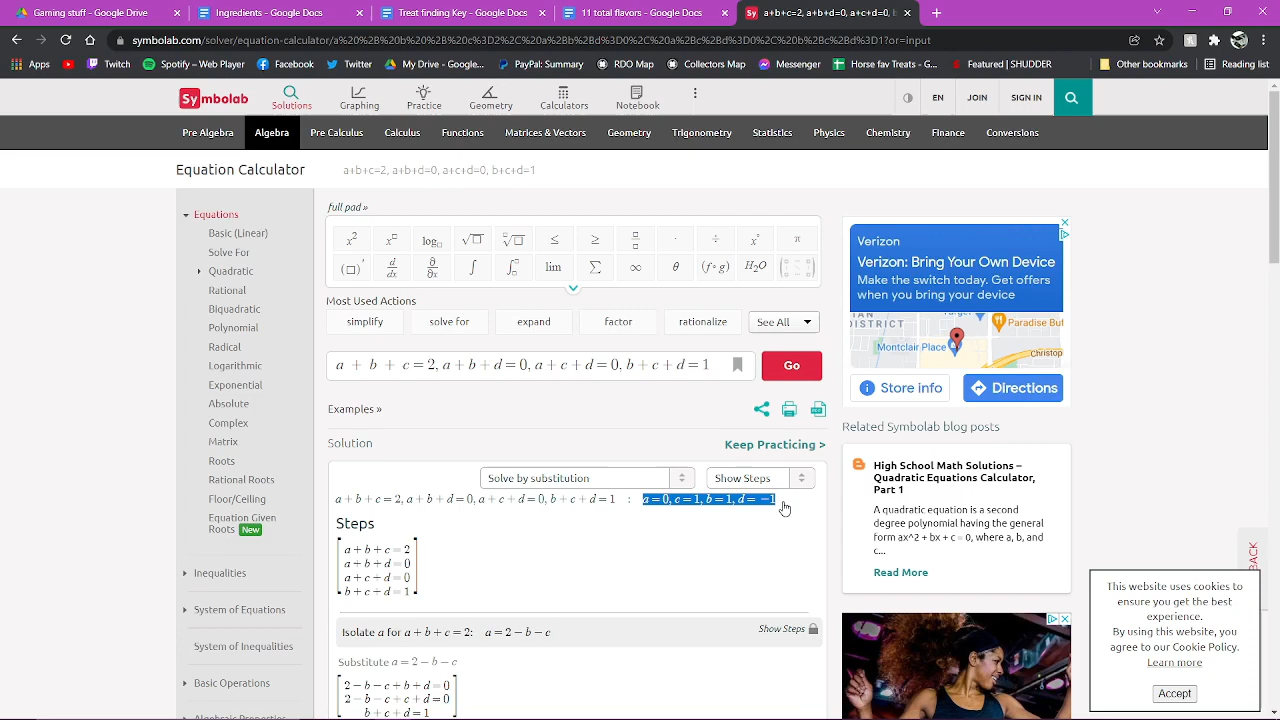 Gaming stuff - Google Drive
Ingredients - Google Docs
Treat finding key - Google Docs
11 total flavors - Google Docs
Sy a+b+c=2, a+b+d=0, a+c+d=0, b
symbolab.com/solver/equation-calculator/a%20%2B%20b%20%2B%20c%3D2%2C%20a%2Bb%2Bd%3D0%2C%20a%2Bc%2Bd%3D0%2C%20b%2Bc%2Bd%3D1?or=input
Apps
Twitch
Spotify – Web Player
Facebook
Twitter
My Drive - Google...
PayPal: Summary
RDO Map
Collectors Map
Messenger
Horse fav Treats - G...
Featured | SHUDDER
Other bookmarks
Reading list
Symbolab
Solutions
Graphing
Practice
Geometry
Calculators
Notebook
EN
JOIN
SIGN IN
Pre Algebra
Algebra
Pre Calculus
Calculus
Functions
Matrices & Vectors
Geometry
Trigonometry
Statistics
Physics
Chemistry
Finance
Conversions
Equation Calculator
a+b+c=2, a+b+d=0, a+c+d=0, b+c+d=1
Equations
Basic (Linear)
Solve For
Quadratic
Rational
Biquadratic
Polynomial
Radical
Logarithmic
Exponential
Absolute
Complex
Matrix
Roots
Rational Roots
Floor/Ceiling
Equation Given
Roots New
Inequalities
System of Equations
System of Inequalities
Basic Operations
Algebraic Properties
full pad »
x² x^□ log□ √□ ⁿ√□ ≤ ≥ □/□ · ÷ x° π
(□)' d/dx ∂/∂x ∫ ∫□ lim ∑ ∞ θ (f∘g) H₂O
Most Used Actions
simplify
solve for
expand
factor
rationalize
See All
a + b + c = 2, a + b + d = 0, a + c + d = 0, b + c + d = 1
Go
Examples »
Solution
Keep Practicing >
Solve by substitution
Show Steps
a + b + c = 2, a + b + d = 0, a + c + d = 0, b + c + d = 1 : a = 0, c = 1, b = 1, d = −1
Steps
a + b + c = 2
a + b + d = 0
a + c + d = 0
b + c + d = 1
Isolate a for a + b + c = 2: a = 2 − b − c
Show Steps
Substitute a = 2 − b − c
2 − b − c + b + d = 0
2 − b − c + c + d = 0
b + c + d = 1
Verizon
Verizon: Bring Your Own Device
Make the switch today. Get offers
when you bring your device
DISTRICT
Target
Paradise Buf
Montclair Place
Christop
Store info
Directions
Related Symbolab blog posts
High School Math Solutions –
Quadratic Equations Calculator,
Part 1
A quadratic equation is a second
degree polynomial having the general
form ax^2 + bx + c = 0, where a, b, and
c...
Read More
BACK
This website uses cookies to
ensure you get the best
experience.
By using this website, you
agree to our Cookie Policy.
Learn more
Accept